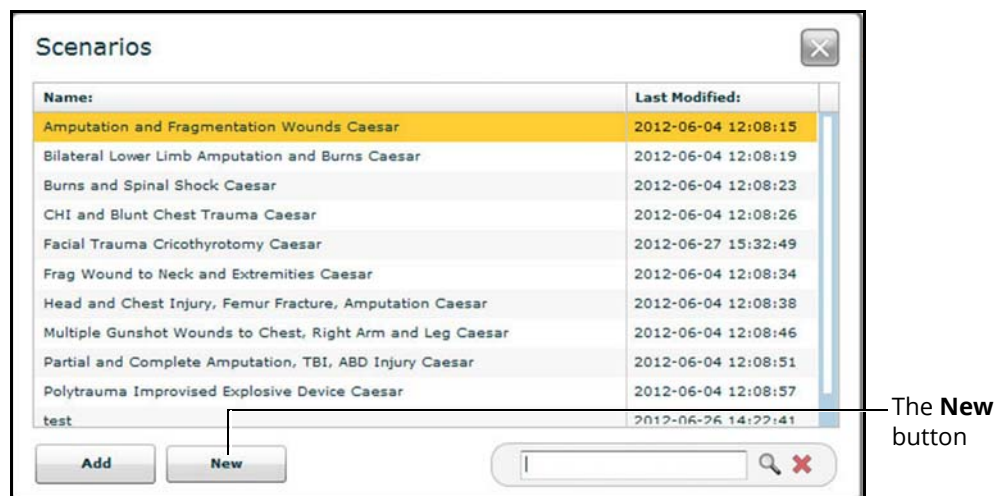 Scenarios
Name: Last Modified:
Amputation and Fragmentation Wounds Caesar 2012-06-04 12:08:15
Bilateral Lower Limb Amputation and Burns Caesar 2012-06-04 12:08:19
Burns and Spinal Shock Caesar 2012-06-04 12:08:23
CHI and Blunt Chest Trauma Caesar 2012-06-04 12:08:26
Facial Trauma Cricothyrotomy Caesar 2012-06-27 15:32:49
Frag Wound to Neck and Extremities Caesar 2012-06-04 12:08:34
Head and Chest Injury, Femur Fracture, Amputation Caesar 2012-06-04 12:08:38
Multiple Gunshot Wounds to Chest, Right Arm and Leg Caesar 2012-06-04 12:08:46
Partial and Complete Amputation, TBI, ABD Injury Caesar 2012-06-04 12:08:51
Polytrauma Improvised Explosive Device Caesar 2012-06-04 12:08:57
test 2012-06-26 14:22:41
The New
button
Add New